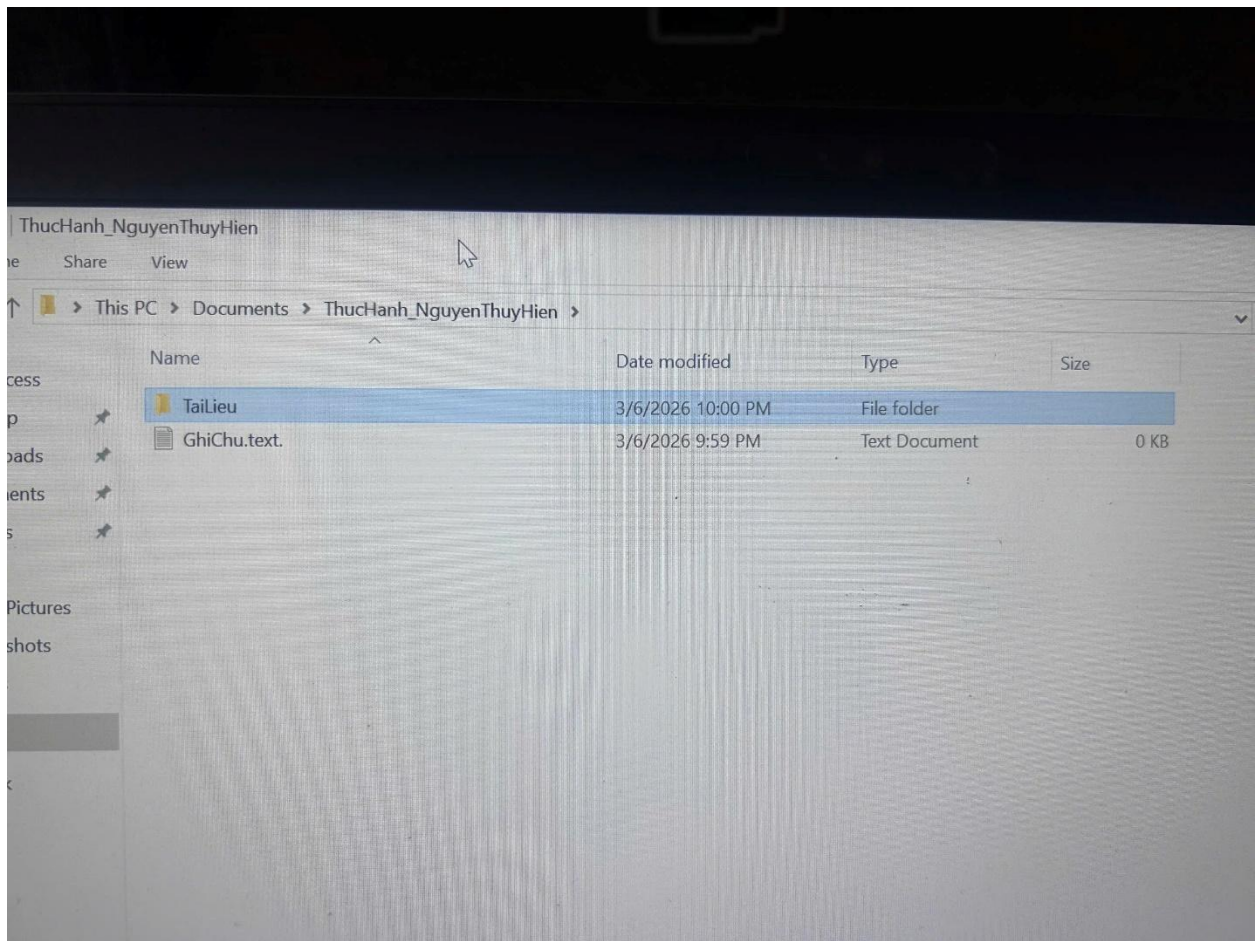 ThucHanh_NguyenThuyHien
Share View
This PC > Documents > ThucHanh_NguyenThuyHien >
Name Date modified Type Size
TaiLieu 3/6/2026 10:00 PM File folder
GhiChu.text. 3/6/2026 9:59 PM Text Document 0 KB
Pictures